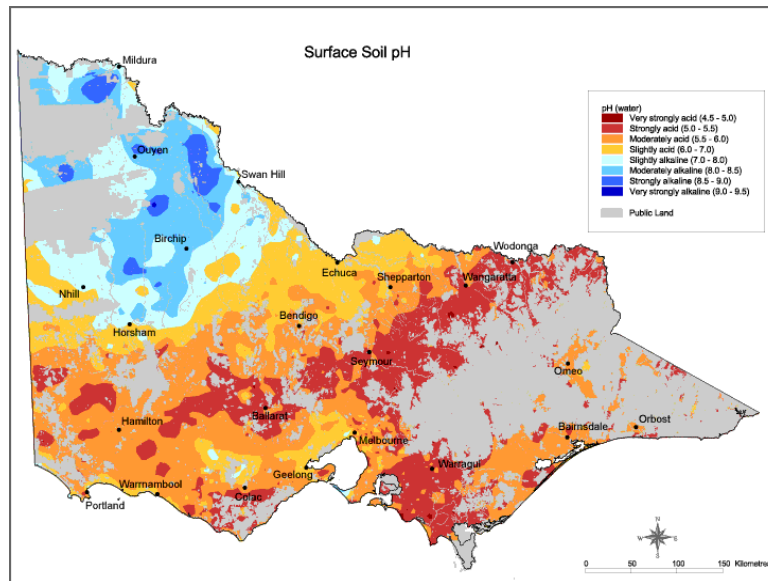 Surface Soil pH
Mildura
pH (water)
Very strongly acid (4.5 - 5.0)
Strongly acid (5.0 - 5.5)
Moderately acid (5.5 - 6.0)
Slightly acid (6.0 - 7.0)
Slightly alkaline (7.0 - 8.0)
Moderately alkaline (8.0 - 8.5)
Strongly alkaline (8.5 - 9.0)
Very strongly alkaline (9.0 - 9.5)
Public Land
Ouyen
Swan Hill
Birchip
Wodonga
Echuca
Shepparton
Wangaratta
Nhill
Horsham
Bendigo
Seymour
Omeo
Ballarat
Hamilton
Melbourne
Bairnsdale
Orbost
Geelong
Warragul
Warrnambool
Colac
Portland
N
W
E
S
0 50 100 150 Kilometres